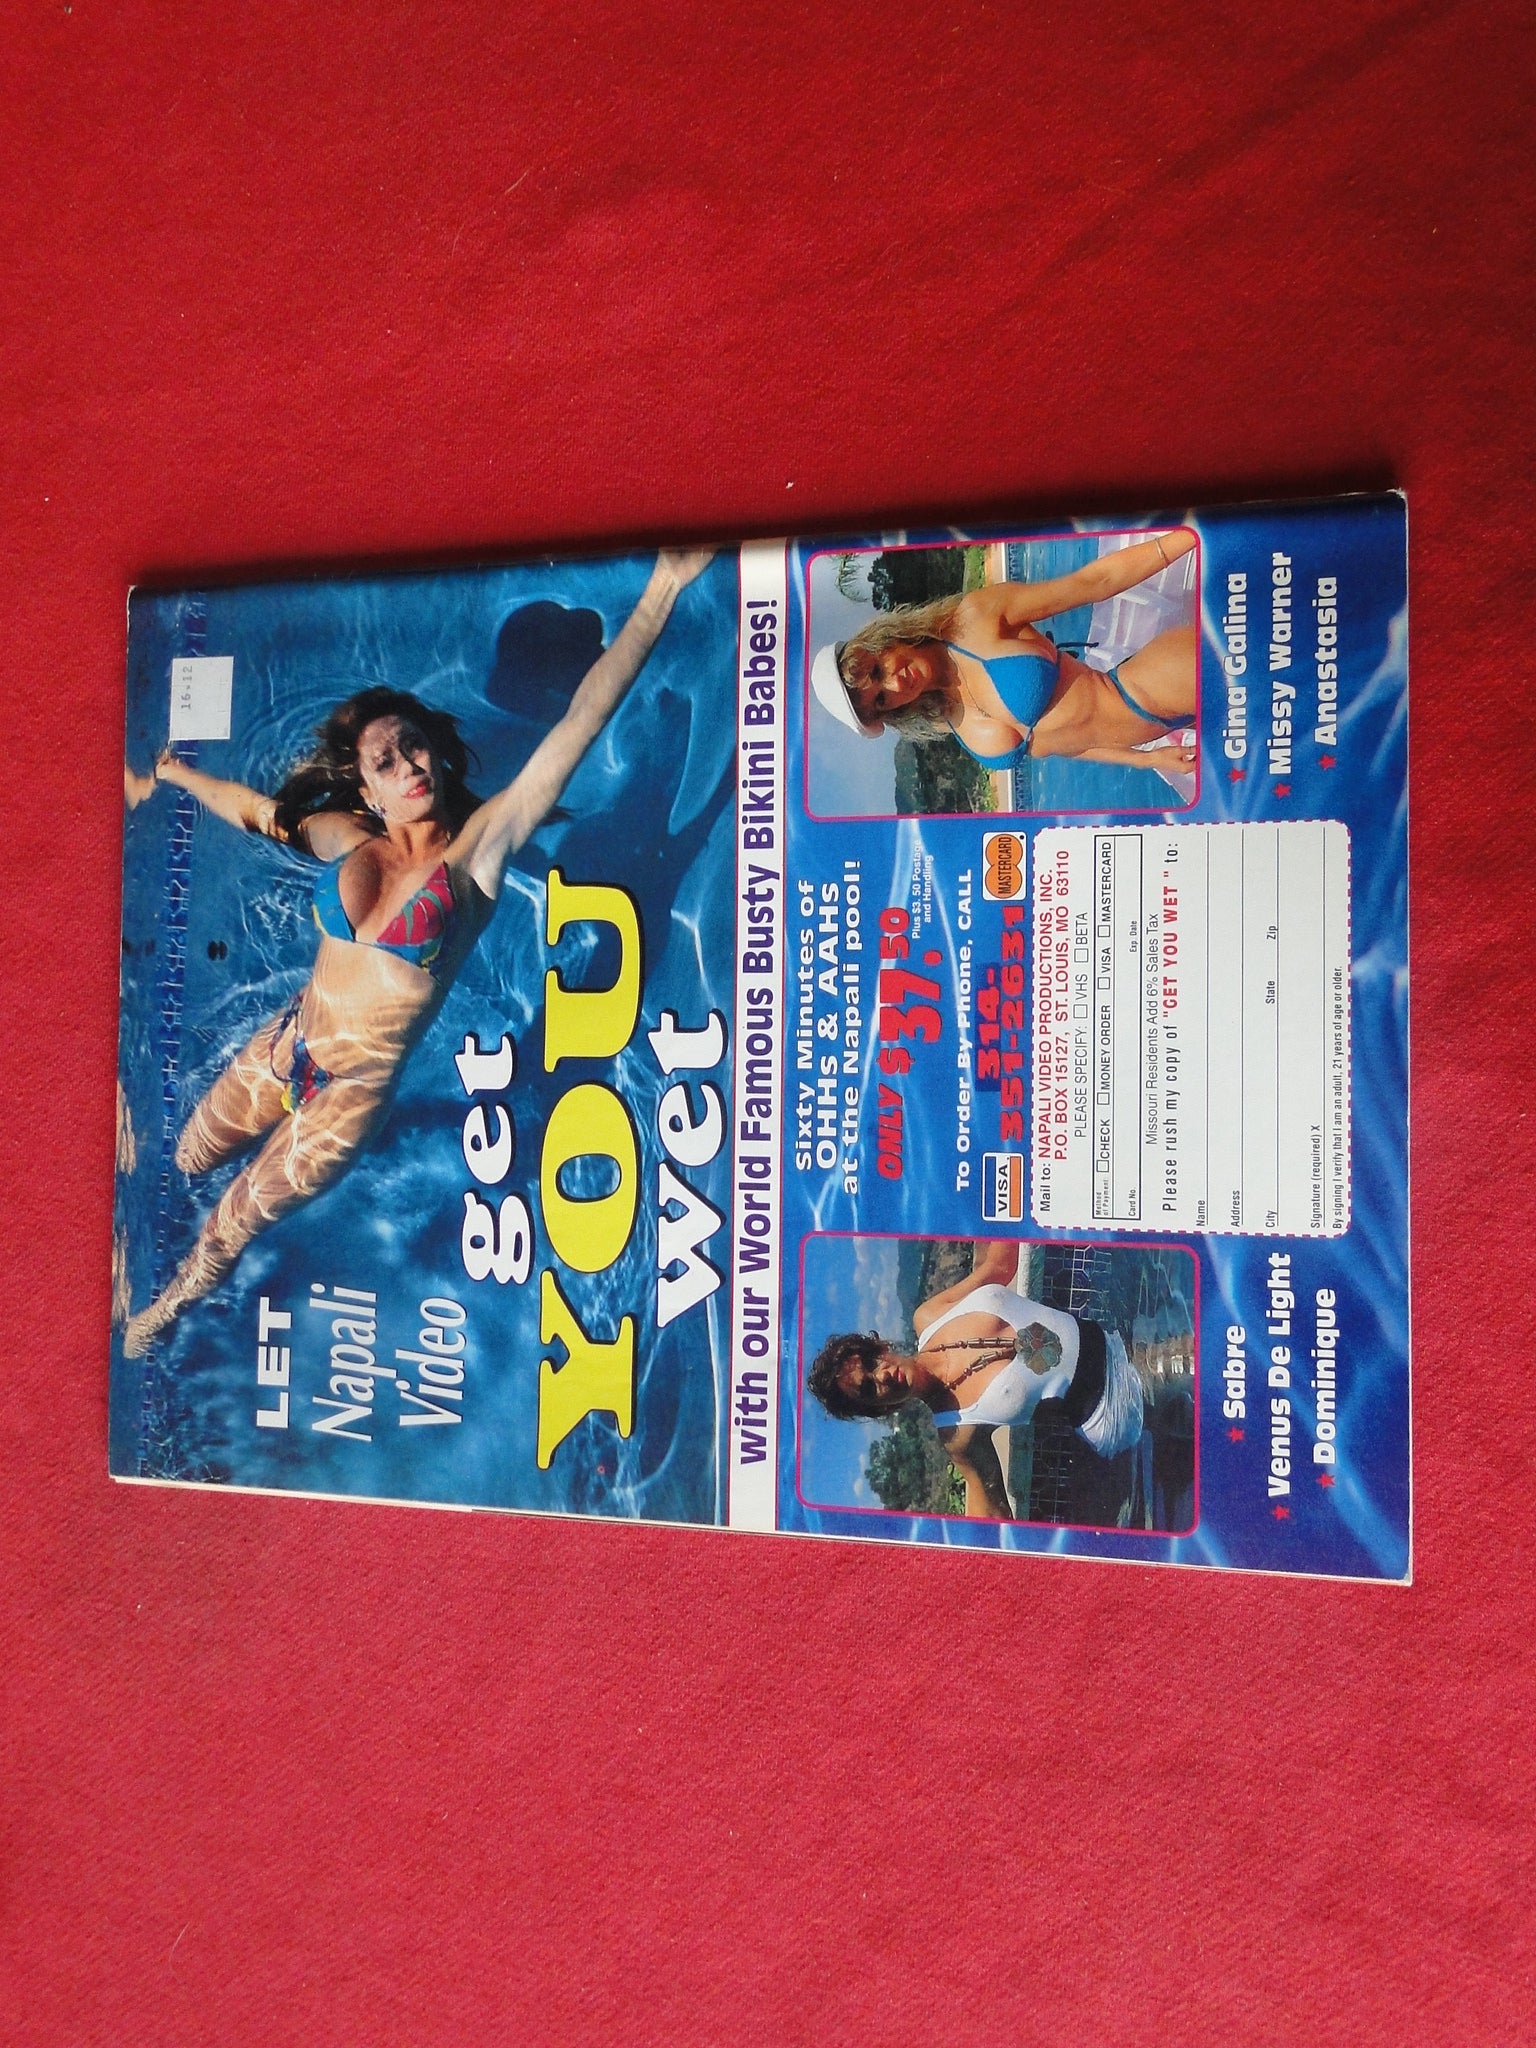 16.12
LET
Napali
Video
get
YOU
wet
with our World Famous Busty Bikini Babes!
Sixty Minutes of
OHHs & AAHs
at the Napali pool!
ONLY $37.50
Plus $3.50 Postage
and Handling
To Order By Phone, CALL
VISA
314-
351-2631
MASTERCARD
Mail to: NAPALI VIDEO PRODUCTIONS, INC.
P.O. BOX 15127, ST. LOUIS, MO 63110
PLEASE SPECIFY: VHS BETA
Method
of Payment: CHECK MONEY ORDER VISA MASTERCARD
Card No. Exp. Date
Missouri Residents Add 6% Sales Tax
Please rush my copy of "GET YOU WET" to:
Name
Address
City State Zip
Signature (required) X
By signing I verify that I am an adult, 21 years of age or older.
Sabre
Venus De Light
Dominique
Gina Galina
Missy Warner
Anastasia